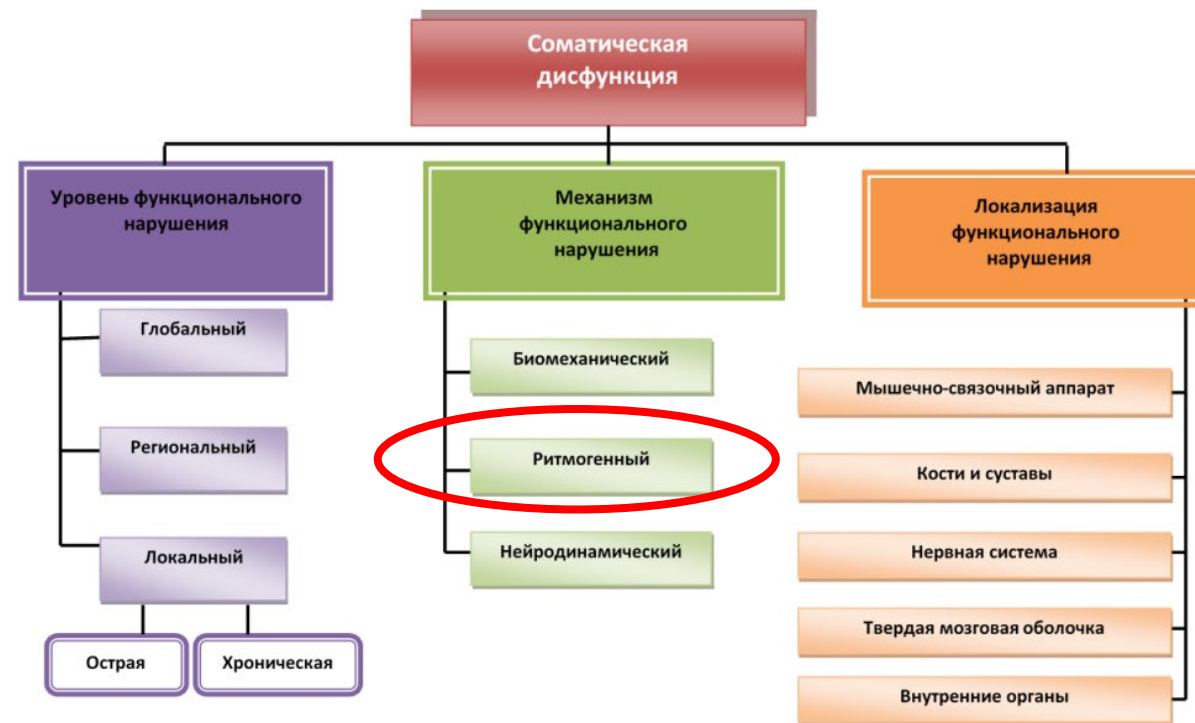 Соматическая
дисфункция
Уровень функционального
нарушения
Механизм
функционального
нарушения
Локализация
функционального
нарушения
Глобальный
Региональный
Локальный
Острая
Хроническая
Биомеханический
Ритмогенный
Нейродинамический
Мышечно-связочный аппарат
Кости и суставы
Нервная система
Твердая мозговая оболочка
Внутренние органы